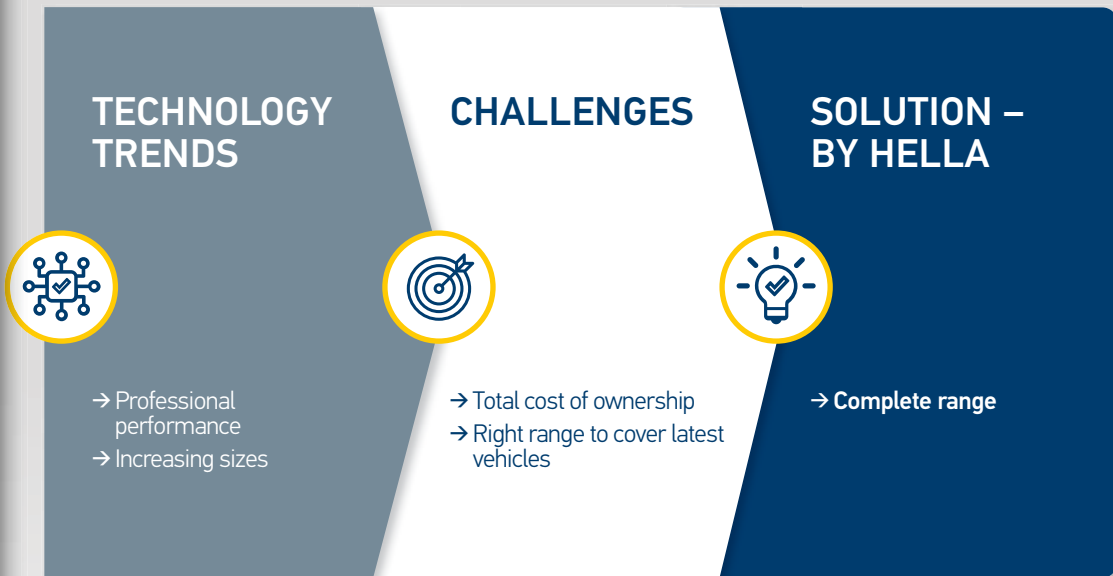 TECHNOLOGY
TRENDS
→ Professional
performance
→ Increasing sizes
CHALLENGES
→ Total cost of ownership
→ Right range to cover latest
vehicles
SOLUTION –
BY HELLA
→ Complete range